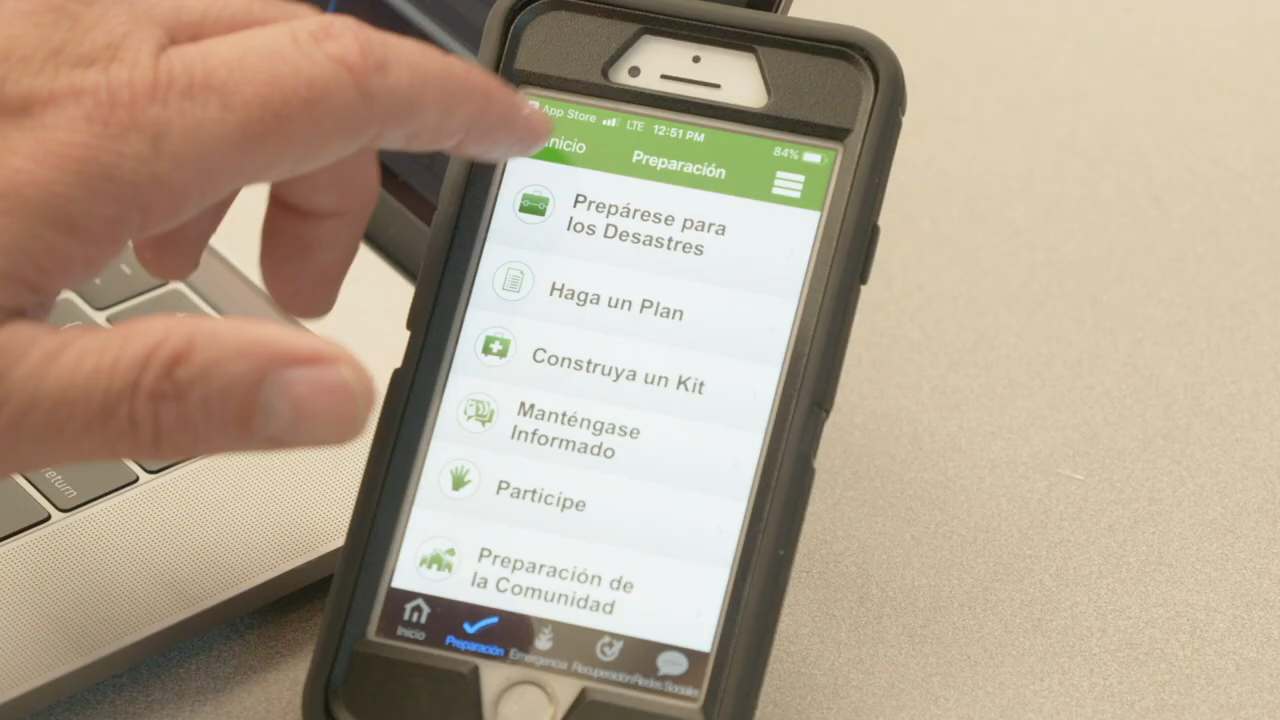 App Store LTE 12:51 PM 84%
Inicio Preparación
Prepárese para
los Desastres
Haga un Plan
Construya un Kit
Manténgase
Informado
Participe
Preparación de
la Comunidad
Inicio Preparación Emergencia Recuperación Redes Sociales
return